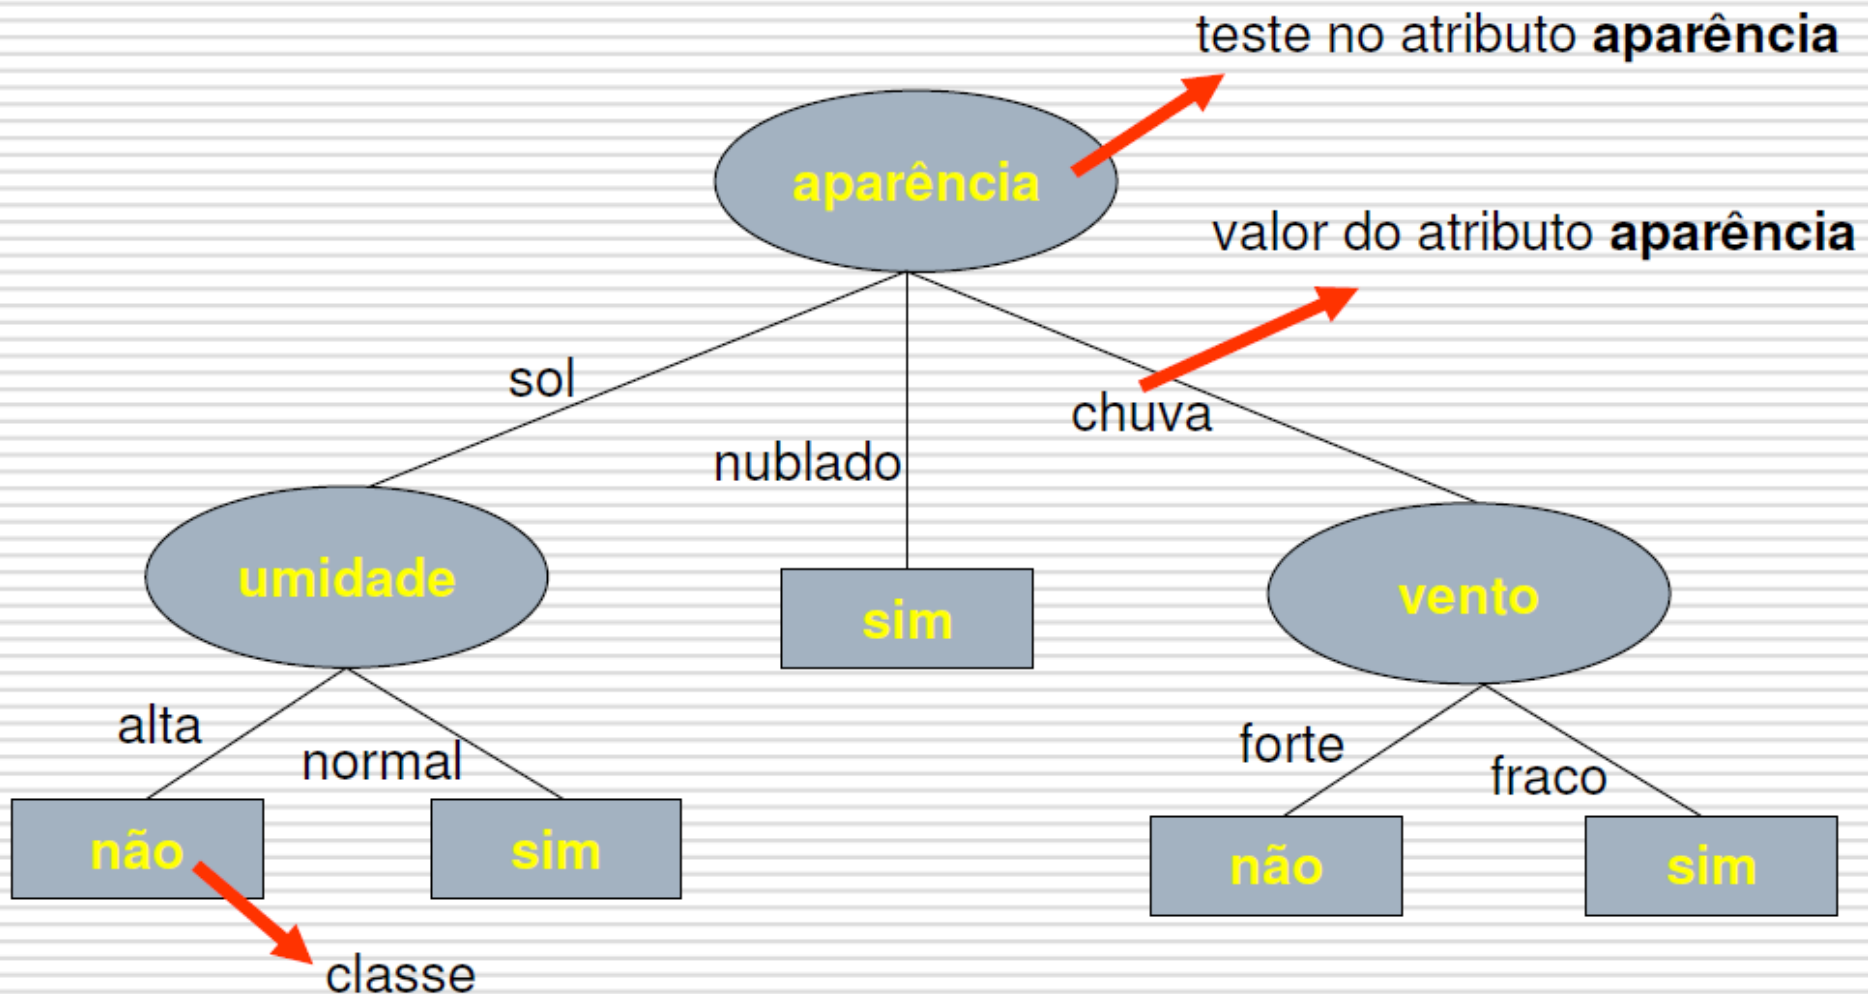 teste no atributo aparência
aparência
valor do atributo aparência
sol
chuva
nublado
umidade
sim
vento
alta
normal
forte
fraco
não
sim
não
sim
classe